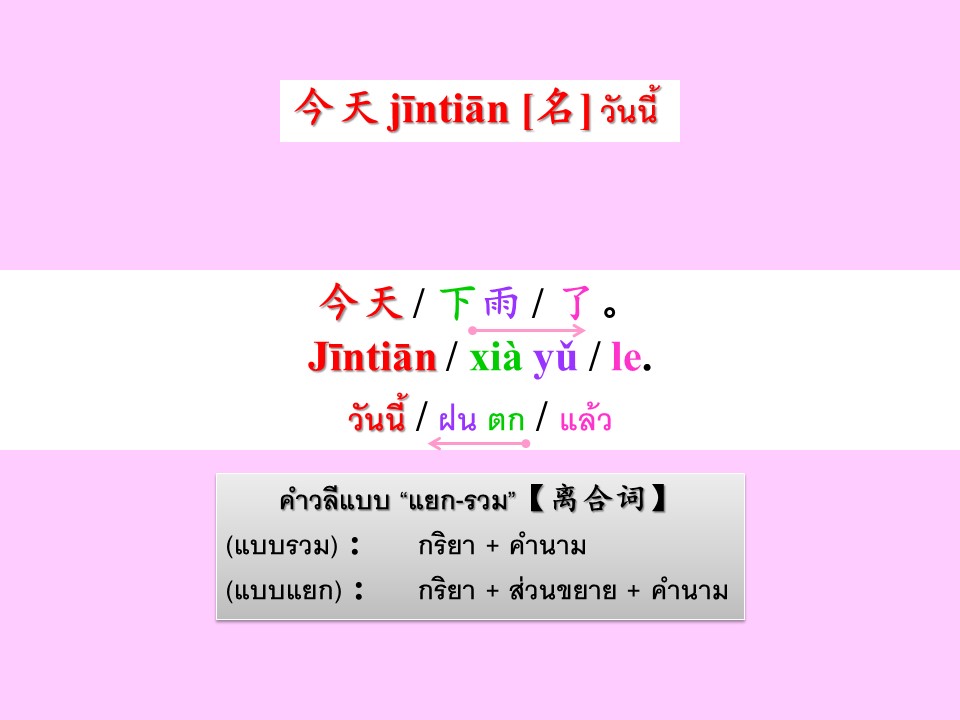 今天 jīntiān [名] วันนี้
今天 / 下雨 / 了。
Jīntiān / xià yǔ / le.
วันนี้ / ฝน ตก / แล้ว
คำวลีแบบ “แยก-รวม”【离合词】
(แบบรวม) : กริยา + คำนาม
(แบบแยก) : กริยา + ส่วนขยาย + คำนาม